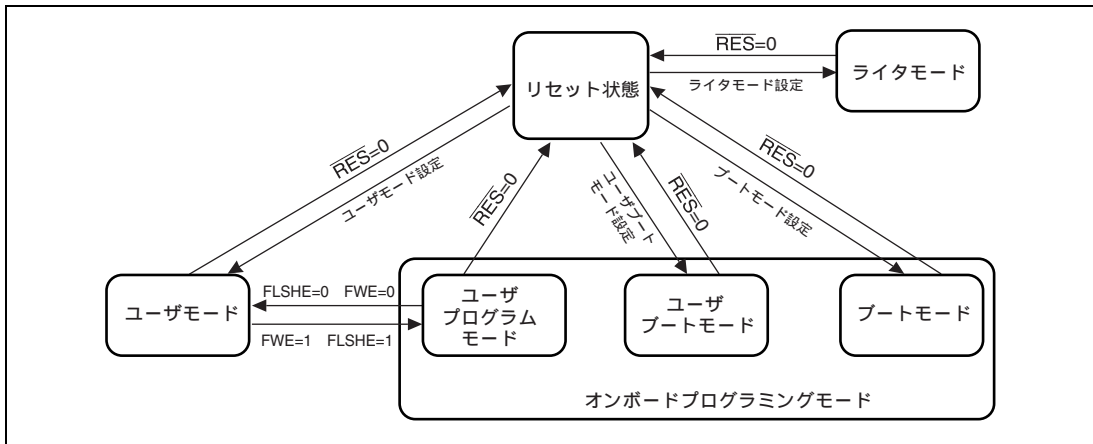 RES=0
リセット状態
ライタモード
ライタモード設定
RES=0
ユーザモード設定
RES=0
ユーザブート
モード設定
RES=0
RES=0
ブートモード設定
ユーザモード
FLSHE=0 FWE=0
FWE=1 FLSHE=1
ユーザ
プログラム
モード
ユーザ
ブートモード
ブートモード
オンボードプログラミングモード